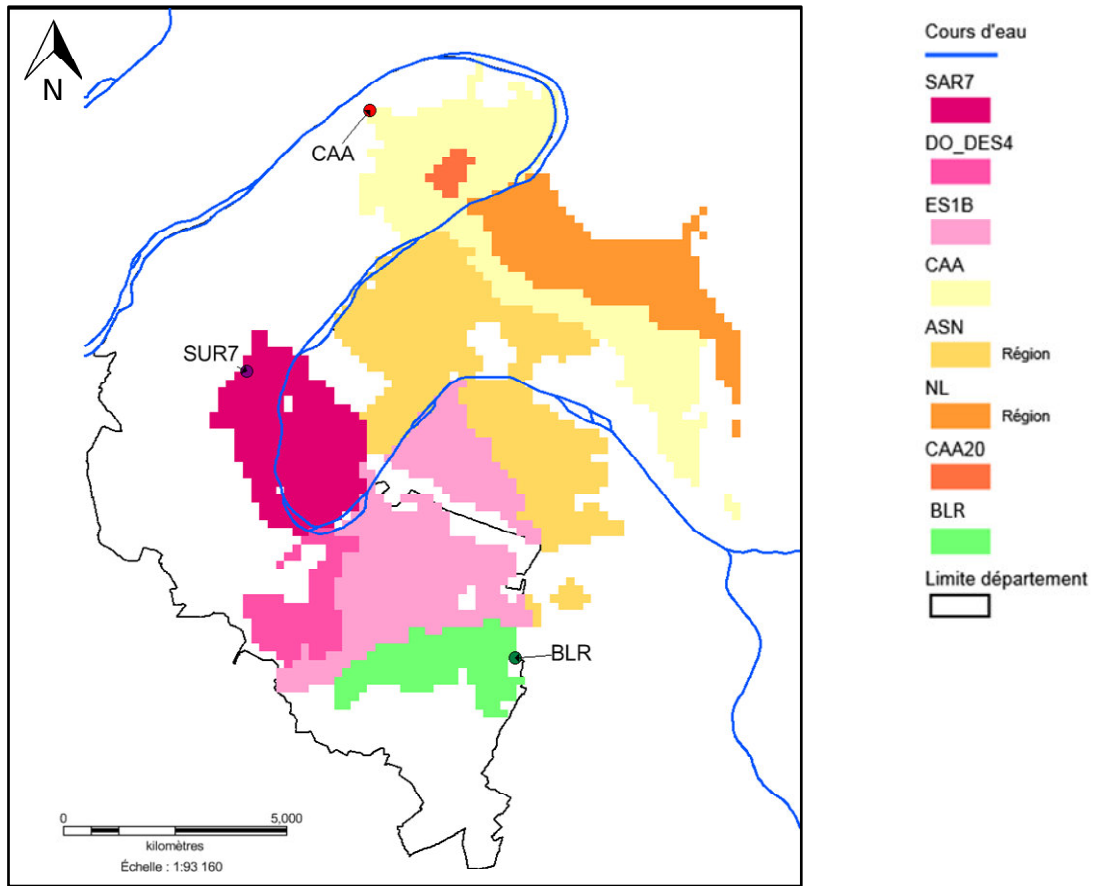 N
CAA
SUR7
BLR
0 5,000
kilomètres
Échelle : 1:93 160
Cours d'eau
SAR7
DO_DES4
ES1B
CAA
ASN
Région
NL
Région
CAA20
BLR
Limite département